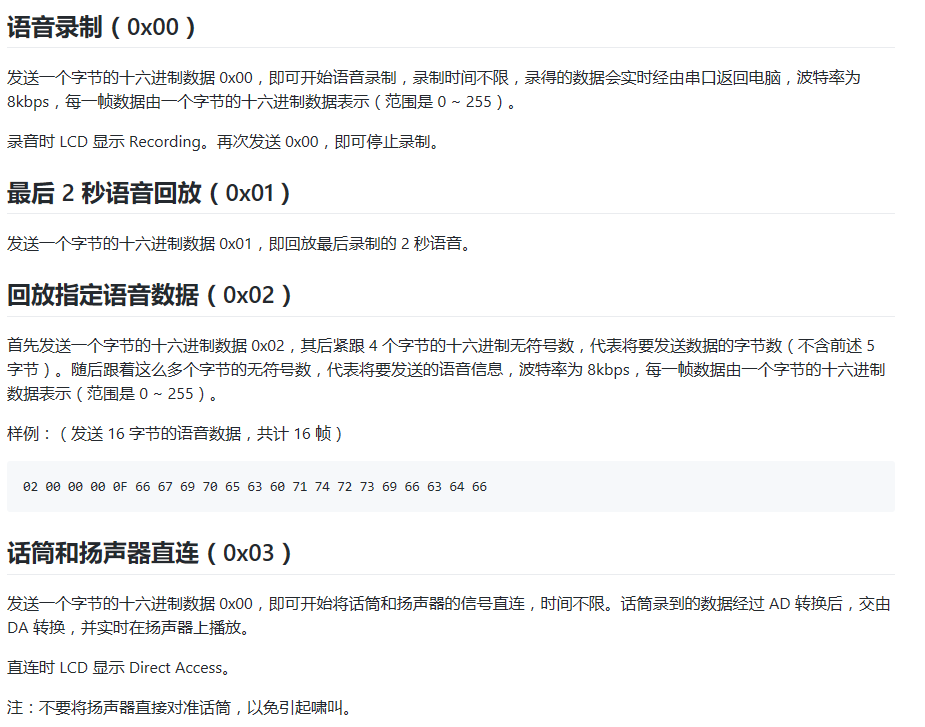 语音录制（0x00）
发送一个字节的十六进制数据 0x00，即可开始语音录制，录制时间不限，录得的数据会实时经由串口返回电脑，波特率为
8kbps，每一帧数据由一个字节的十六进制数据表示（范围是 0 ~ 255）。
录音时 LCD 显示 Recording。再次发送 0x00，即可停止录制。
最后 2 秒语音回放（0x01）
发送一个字节的十六进制数据 0x01，即回放最后录制的 2 秒语音。
回放指定语音数据（0x02）
首先发送一个字节的十六进制数据 0x02，其后紧跟 4 个字节的十六进制无符号数，代表将要发送数据的字节数（不含前述 5
字节）。随后跟着这么多个字节的无符号数，代表将要发送的语音信息，波特率为 8kbps，每一帧数据由一个字节的十六进制
数据表示（范围是 0 ~ 255）。
样例：（发送 16 字节的语音数据，共计 16 帧）
02 00 00 00 0F 66 67 69 70 65 63 60 71 74 72 73 69 66 63 64 66
话筒和扬声器直连（0x03）
发送一个字节的十六进制数据 0x00，即可开始将话筒和扬声器的信号直连，时间不限。话筒录到的数据经过 AD 转换后，交由
DA 转换，并实时在扬声器上播放。
直连时 LCD 显示 Direct Access。
注：不要将扬声器直接对准话筒，以免引起啸叫。